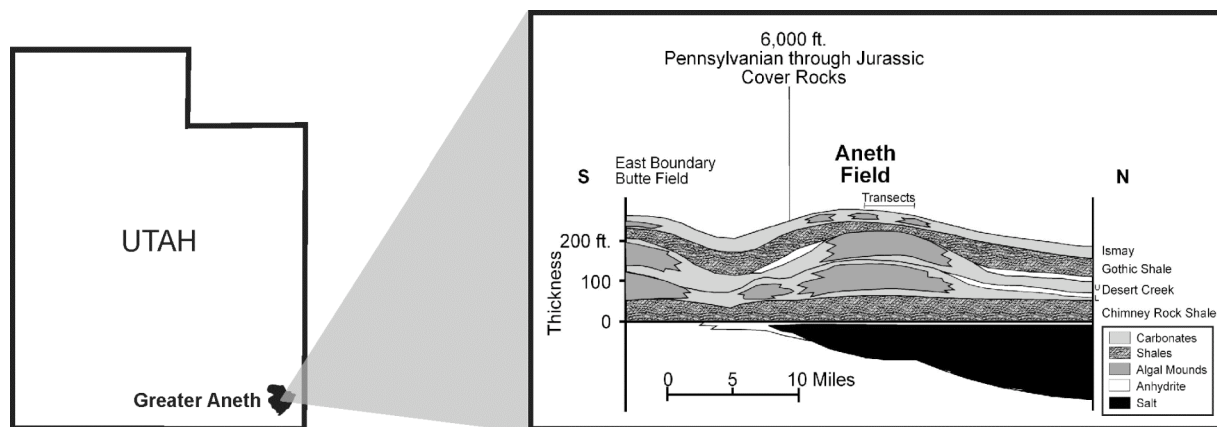 UTAH
Greater Aneth
6,000 ft.
Pennsylvanian through Jurassic
Cover Rocks
S
East Boundary
Butte Field
Aneth
Field
Transects
N
Thickness
200 ft.
100
0
Ismay
Gothic Shale
U
Desert Creek
L
Chimney Rock Shale
0 5 10 Miles
Carbonates
Shales
Algal Mounds
Anhydrite
Salt